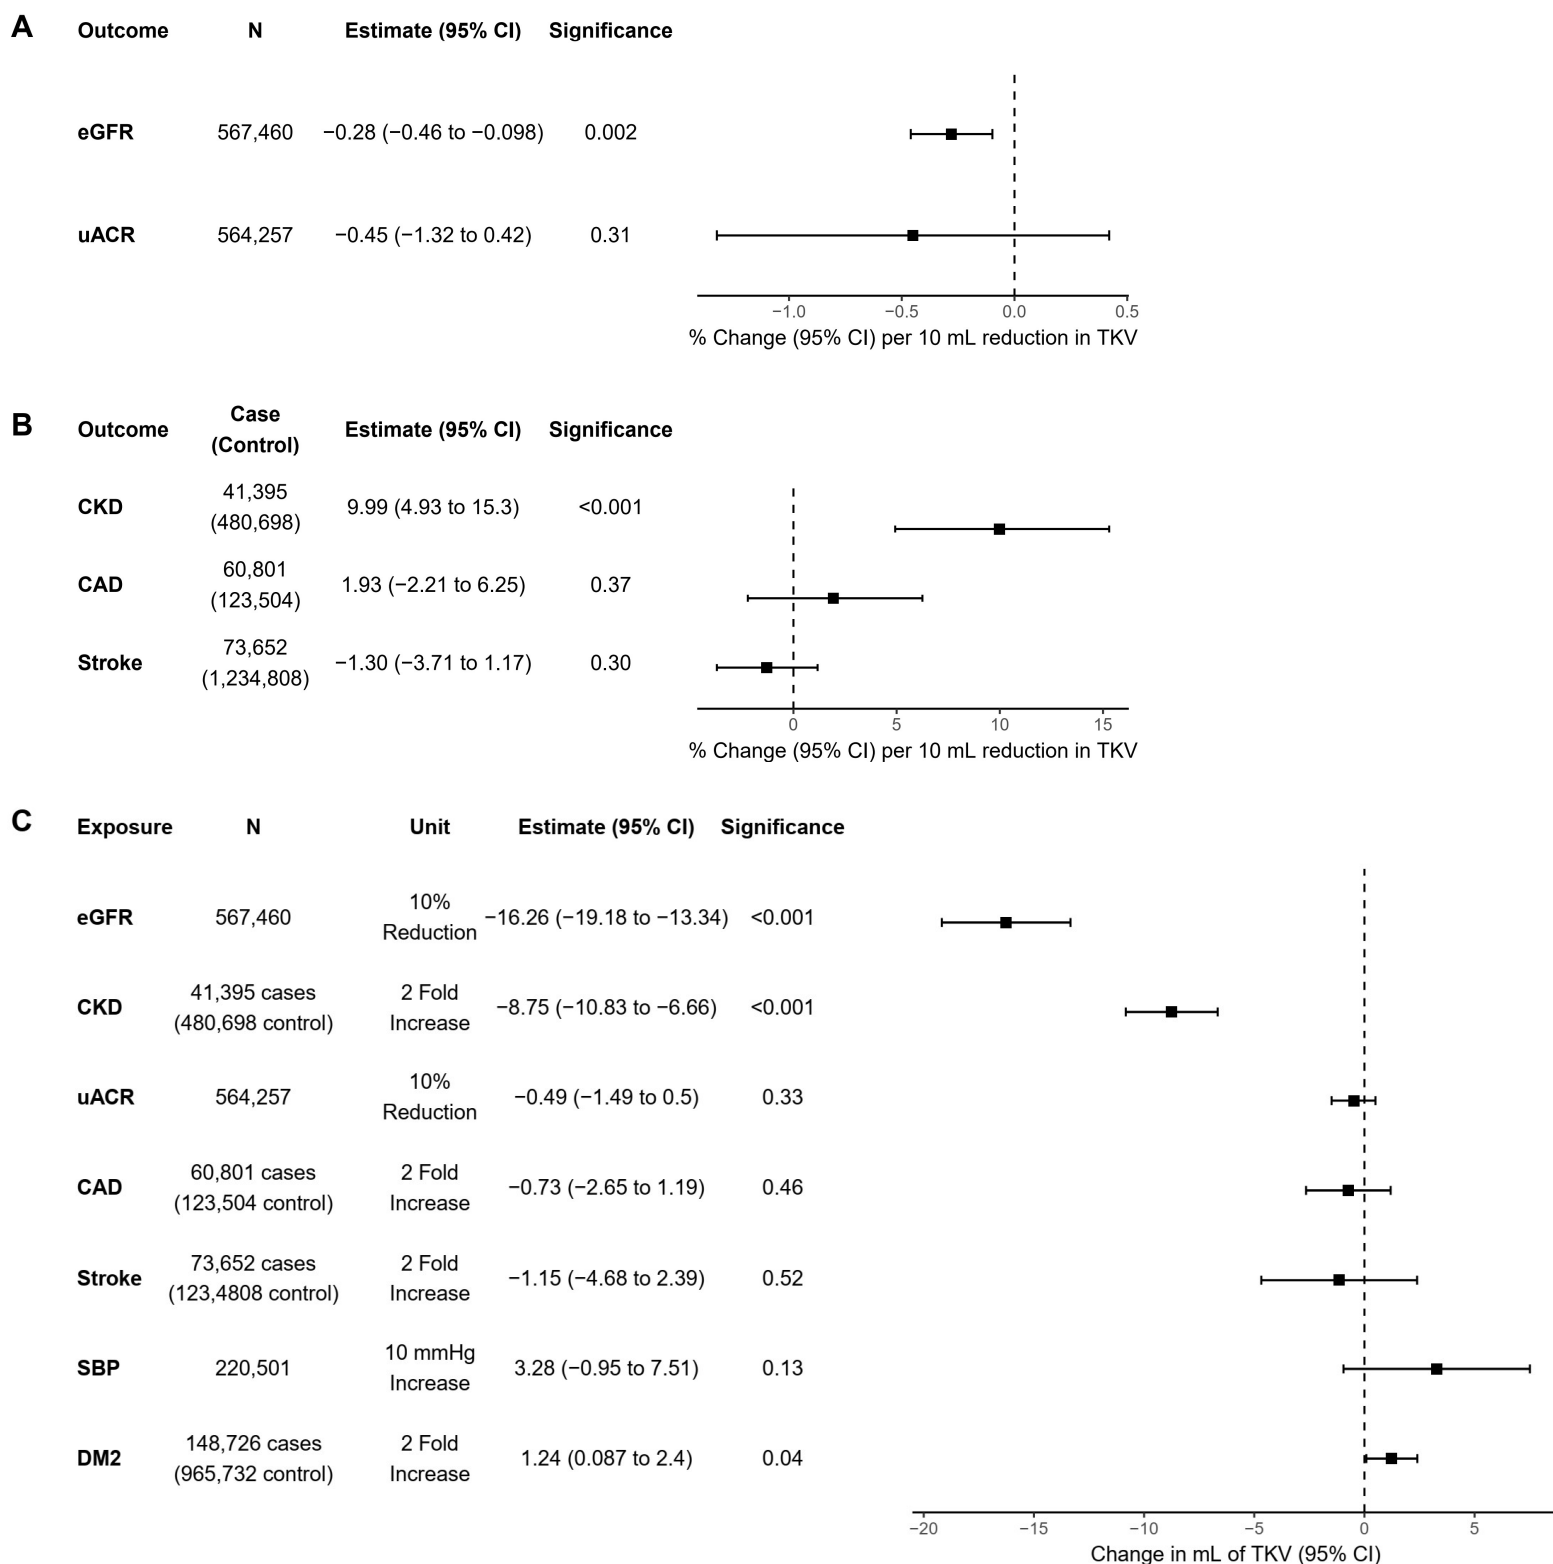 A
Outcome N Estimate (95% CI) Significance
eGFR 567,460 −0.28 (−0.46 to −0.098) 0.002
uACR 564,257 −0.45 (−1.32 to 0.42) 0.31
−1.0 −0.5 0.0 0.5
% Change (95% CI) per 10 mL reduction in TKV
B
Case
Outcome (Control) Estimate (95% CI) Significance
41,395
CKD (480,698) 9.99 (4.93 to 15.3) <0.001
60,801
CAD (123,504) 1.93 (−2.21 to 6.25) 0.37
73,652
Stroke (1,234,808) −1.30 (−3.71 to 1.17) 0.30
0 5 10 15
% Change (95% CI) per 10 mL reduction in TKV
C
Exposure N Unit Estimate (95% CI) Significance
10%
eGFR 567,460 Reduction −16.26 (−19.18 to −13.34) <0.001
41,395 cases 2 Fold
CKD (480,698 control) Increase −8.75 (−10.83 to −6.66) <0.001
10%
uACR 564,257 Reduction −0.49 (−1.49 to 0.5) 0.33
60,801 cases 2 Fold
CAD (123,504 control) Increase −0.73 (−2.65 to 1.19) 0.46
73,652 cases 2 Fold
Stroke (123,4808 control) Increase −1.15 (−4.68 to 2.39) 0.52
10 mmHg
SBP 220,501 Increase 3.28 (−0.95 to 7.51) 0.13
148,726 cases 2 Fold
DM2 (965,732 control) Increase 1.24 (0.087 to 2.4) 0.04
−20 −15 −10 −5 0 5
Change in mL of TKV (95% CI)